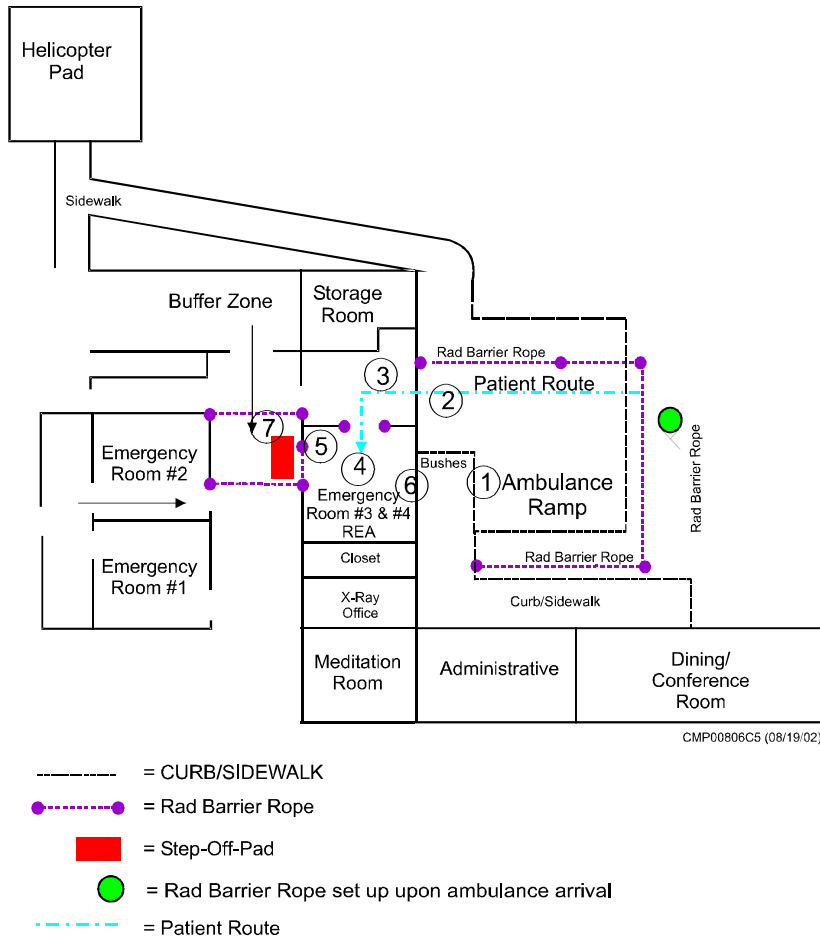 Helicopter
Pad
Sidewalk
Buffer Zone
Storage
Room
Rad Barrier Rope
Patient Route
3
2
7
5
4
6
1
Rad Barrier Rope
Emergency
Room #2
Emergency
Room #3 & #4
REA
Bushes
Ambulance
Ramp
Emergency
Room #1
Closet
Rad Barrier Rope
X-Ray
Office
Curb/Sidewalk
Meditation
Room
Administrative
Dining/
Conference
Room
CMP00806C5 (08/19/02)
= CURB/SIDEWALK
= Rad Barrier Rope
= Step-Off-Pad
= Rad Barrier Rope set up upon ambulance arrival
= Patient Route